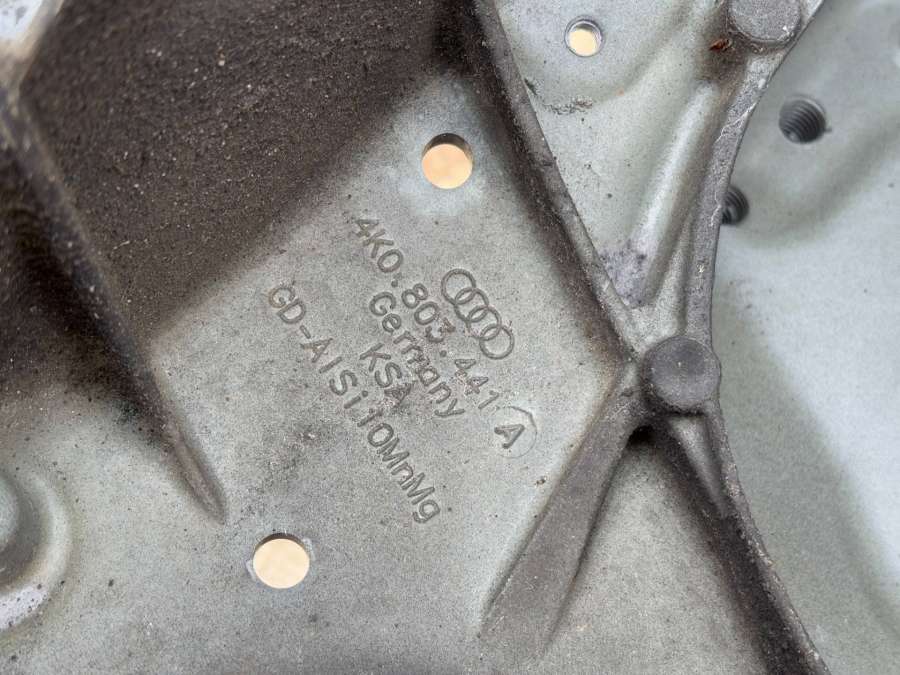 4K0.803.441 A
Germany
KSA
GD-AlSi10MnMg